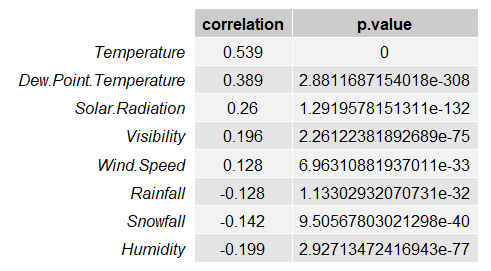 correlation p.value
Temperature 0.539 0
Dew.Point.Temperature 0.389 2.8811687154018e-308
Solar.Radiation 0.26 1.2919578151311e-132
Visibility 0.196 2.26122381892689e-75
Wind.Speed 0.128 6.96310881937011e-33
Rainfall -0.128 1.13302932070731e-32
Snowfall -0.142 9.50567803021298e-40
Humidity -0.199 2.92713472416943e-77